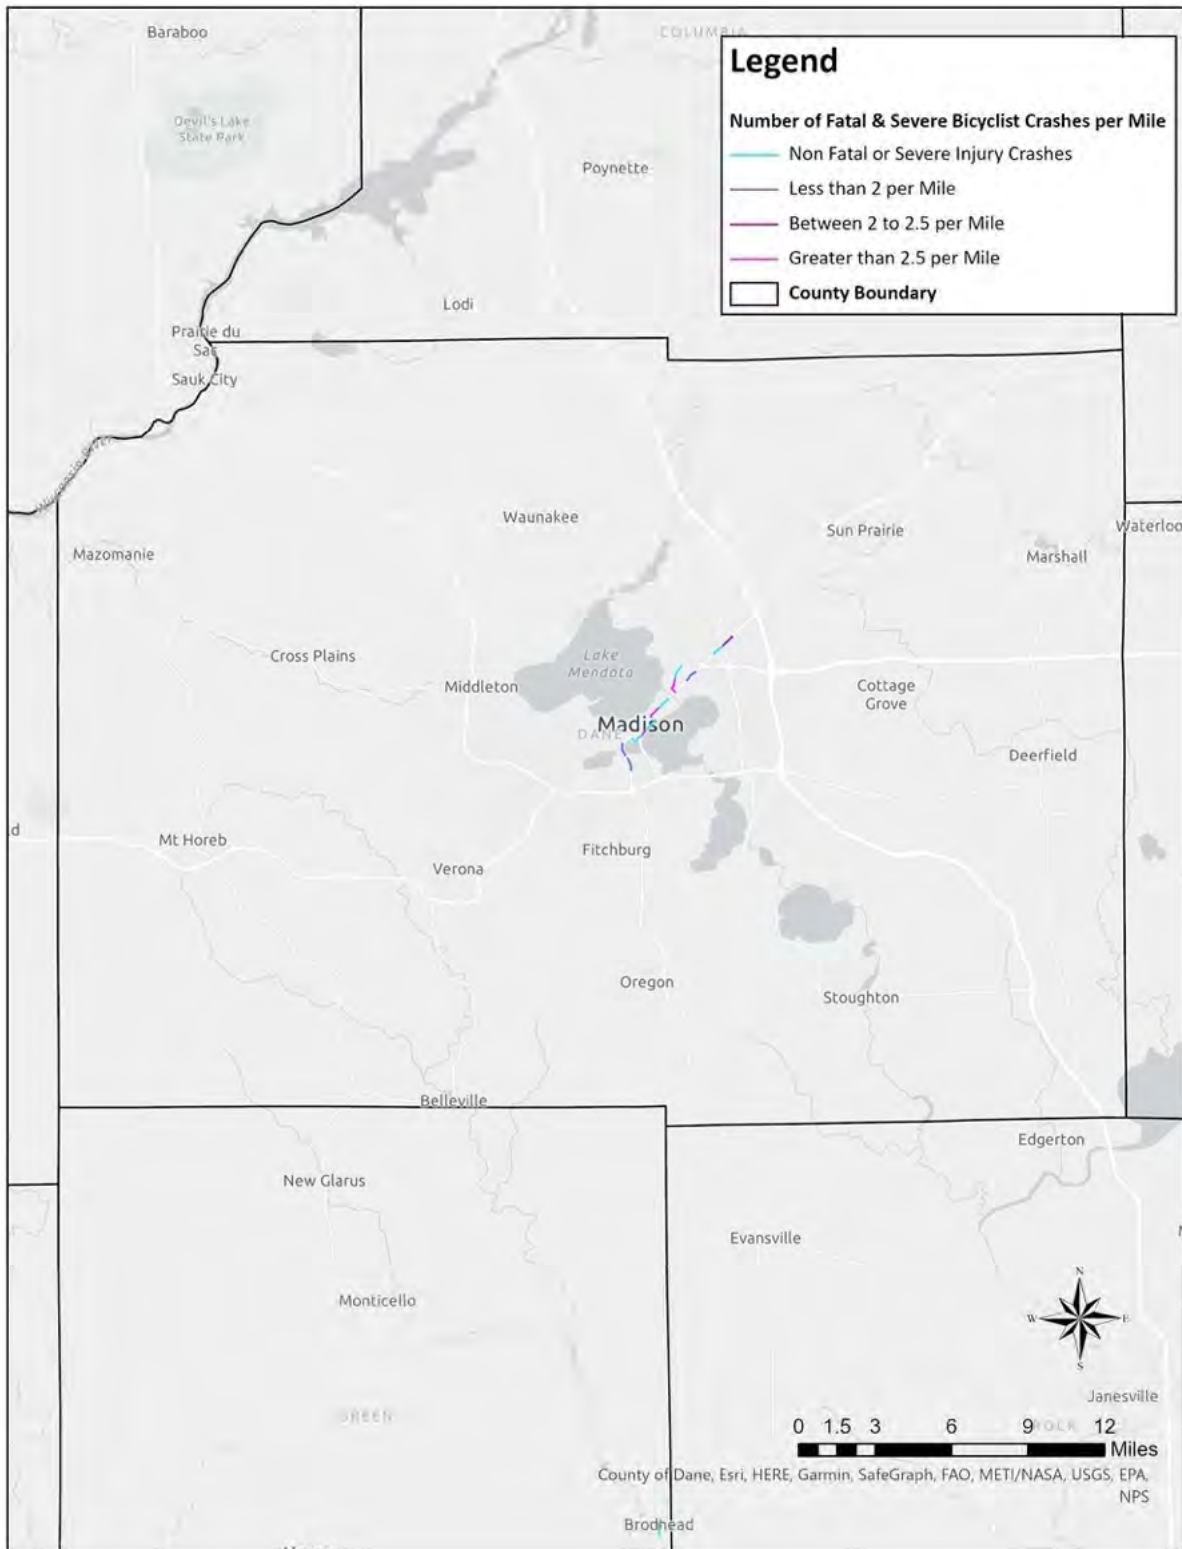 Baraboo
COLUMBIA
Legend
Devil's Lake
State Park
Number of Fatal & Severe Bicyclist Crashes per Mile
Non Fatal or Severe Injury Crashes
Poynette
Less than 2 per Mile
Between 2 to 2.5 per Mile
Greater than 2.5 per Mile
County Boundary
Lodi
Prairie du
Sac
Sauk City
Wisconsin River
Waunakee
Sun Prairie
Waterloo
Mazomanie
Marshall
Lake
Mendota
Cross Plains
Middleton
Cottage
Grove
Madison
DANE
Deerfield
d
Mt Horeb
Fitchburg
Verona
Oregon
Stoughton
Belleville
Edgerton
New Glarus
Evansville
N
Monticello
W E
S
Janesville
GREEN
0 1.5 3 6 9 12
ROCK
Miles
County of Dane, Esri, HERE, Garmin, SafeGraph, FAO, METI/NASA, USGS, EPA,
NPS
Brodhead